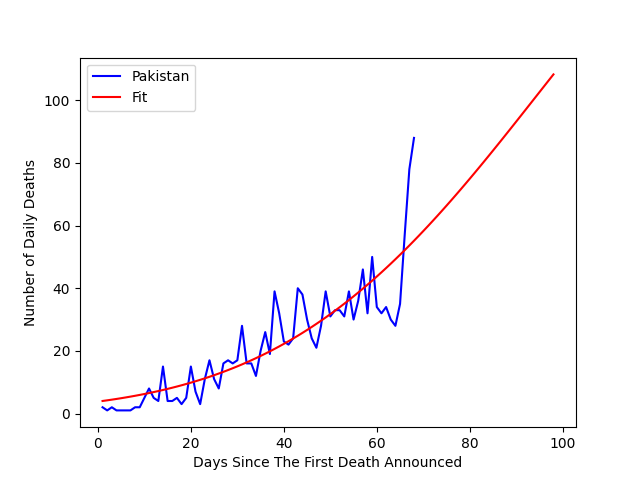 Pakistan
Fit
Number of Daily Deaths
100
80
60
40
20
0
0 20 40 60 80 100
Days Since The First Death Announced